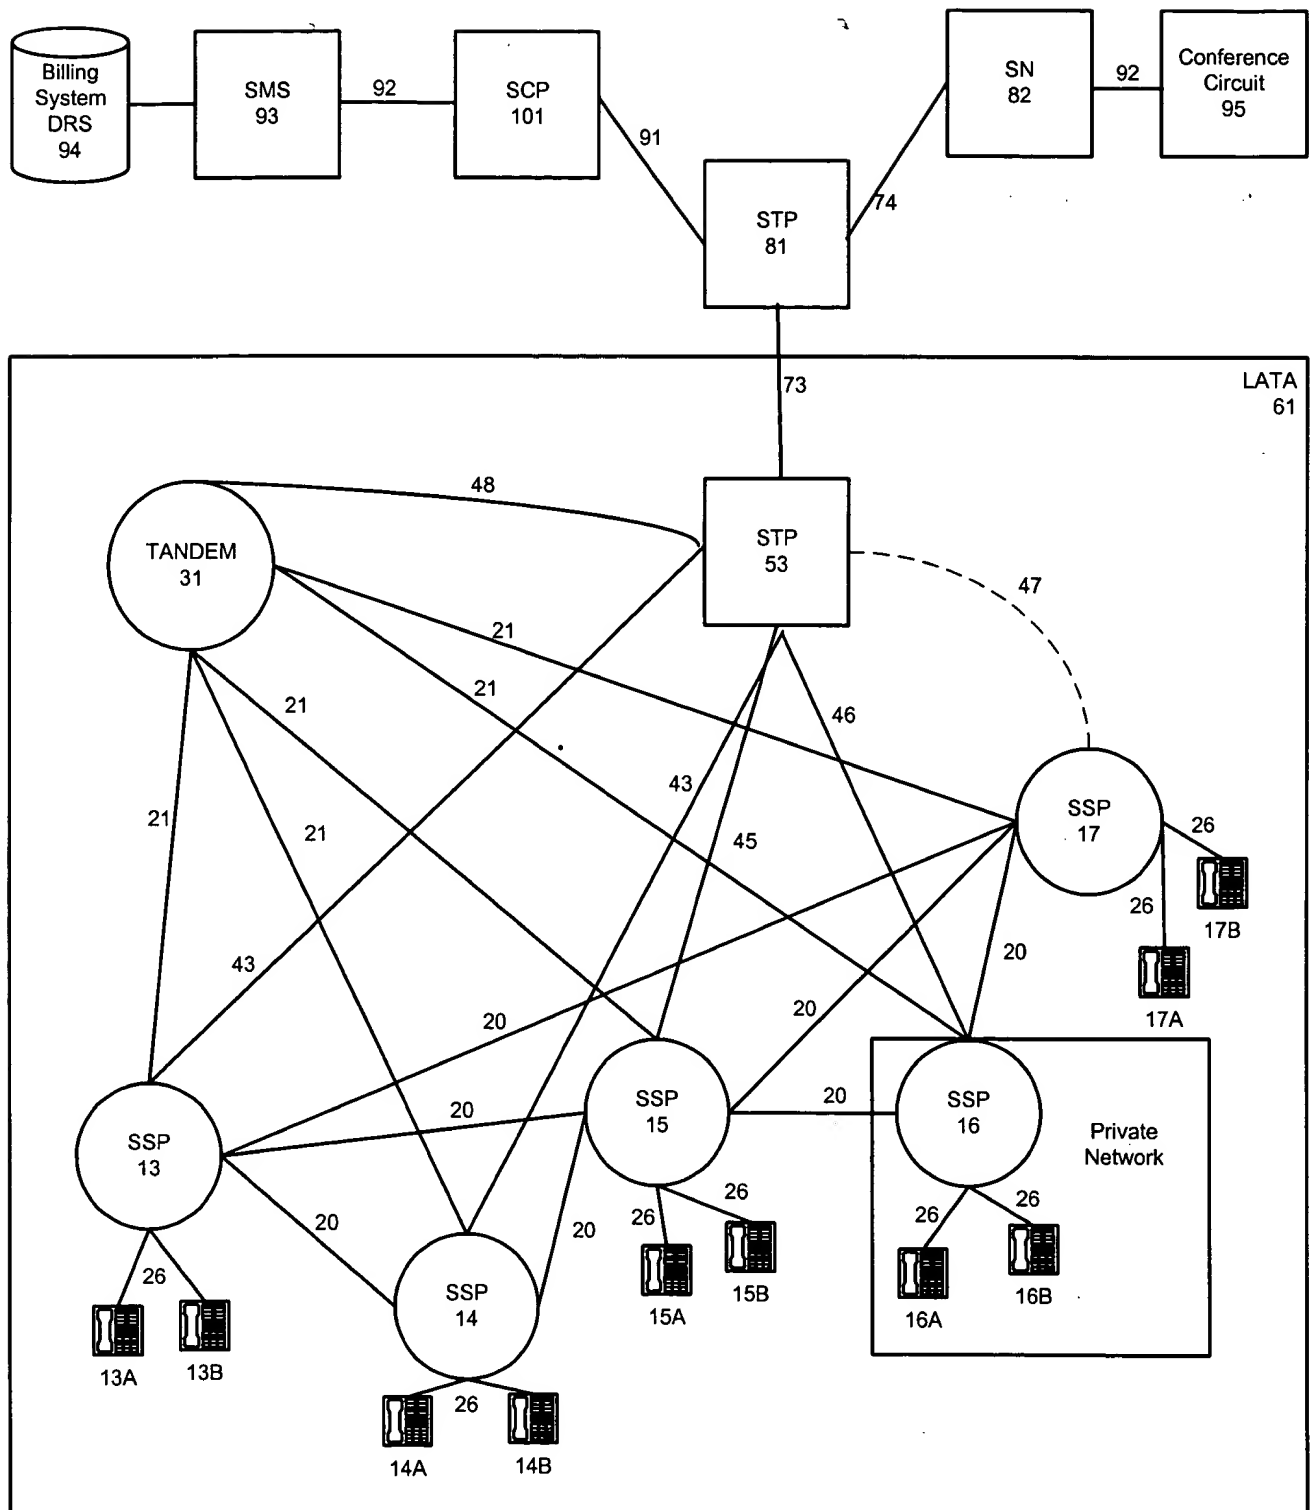 Billing
System
DRS
94
SMS
93
92
SCP
101
91
STP
81
74
SN
82
92
Conference
Circuit
95
73
LATA
61
48
TANDEM
31
STP
53
47
21
21
21
46
43
45
21
21
SSP
17
26
26
17B
17A
43
20
20
20
SSP
13
20
SSP
15
20
SSP
16
Private
Network
26
13A
13B
20
SSP
14
20
26
14A
14B
26
26
15A
15B
26
26
16A
16B